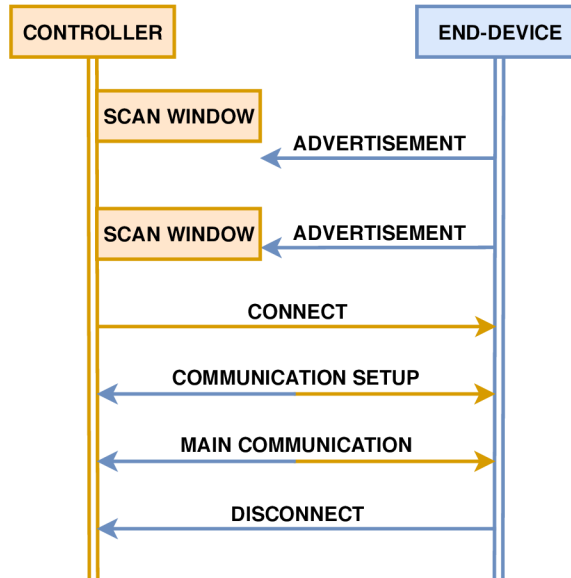 CONTROLLER
END-DEVICE
SCAN WINDOW
ADVERTISEMENT
SCAN WINDOW
ADVERTISEMENT
CONNECT
COMMUNICATION SETUP
MAIN COMMUNICATION
DISCONNECT